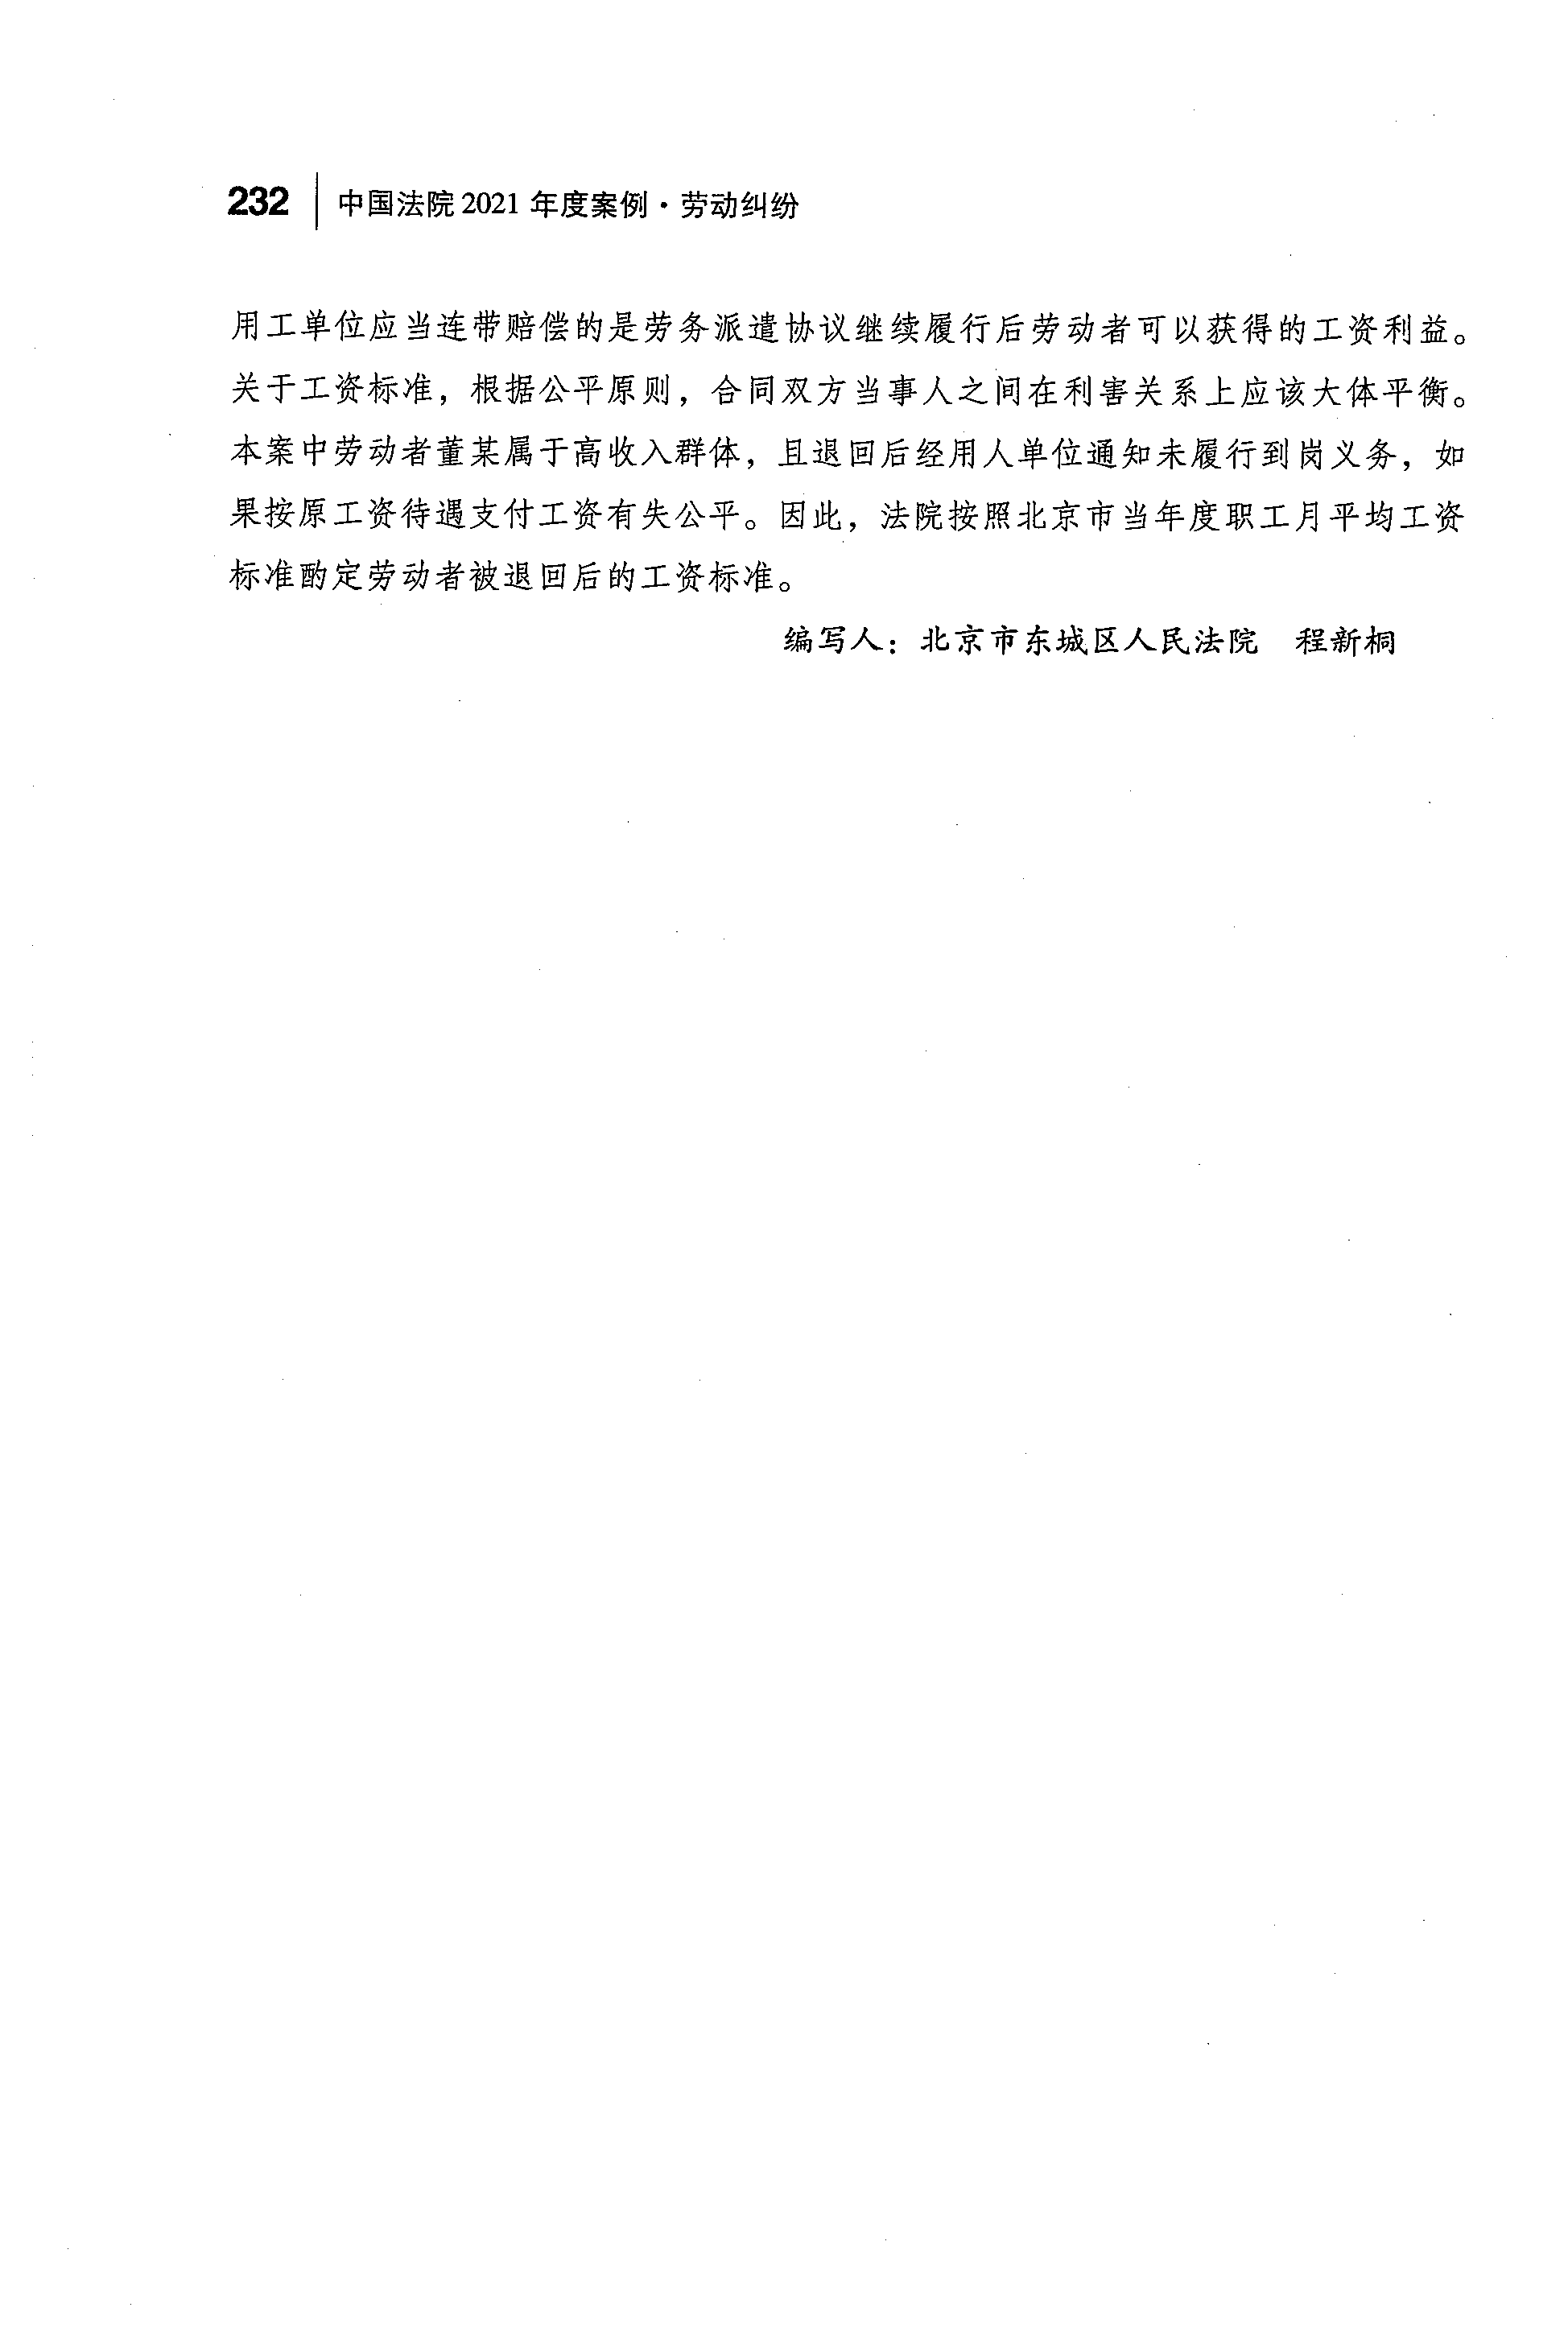 232 中国法院2021年度案例·劳动纠纷
用工单位应当连带赔偿的是劳务派遣协议继续履行后劳动者可以获得的工资利益。
关于工资标准，根据公平原则，合同双方当事人之间在利害关系上应该大体平衡。
本案中劳动者董某属于高收入群体，且退回后经用人单位通知未履行到岗义务，如
果按原工资待遇支付工资有失公平。因此，法院按照北京市当年度职工月平均工资
标准酌定劳动者被退回后的工资标准。
编写人：北京市东城区人民法院 程新桐